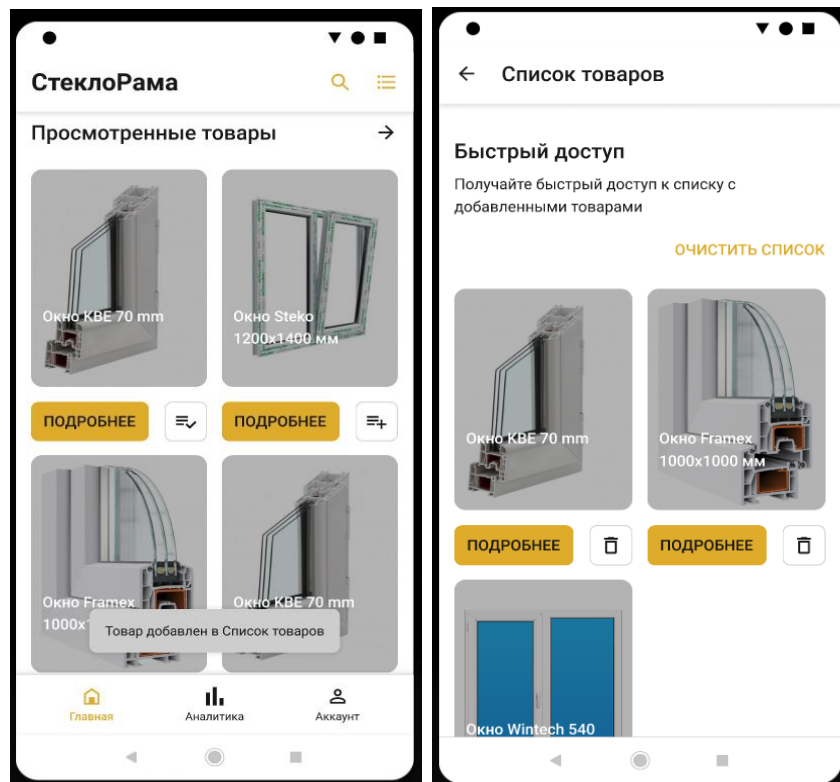 СтеклоРама
Просмотренные товары
Окно KBE 70 mm
Окно Steko
1200x1400 мм
ПОДРОБНЕЕ
ПОДРОБНЕЕ
Окно Framex
1000x
Окно KBE 70 mm
Товар добавлен в Список товаров
Главная
Аналитика
Аккаунт
Список товаров
Быстрый доступ
Получайте быстрый доступ к списку с
добавленными товарами
ОЧИСТИТЬ СПИСОК
Окно KBE 70 mm
Окно Framex
1000x1000 мм
ПОДРОБНЕЕ
ПОДРОБНЕЕ
Окно Wintech 540